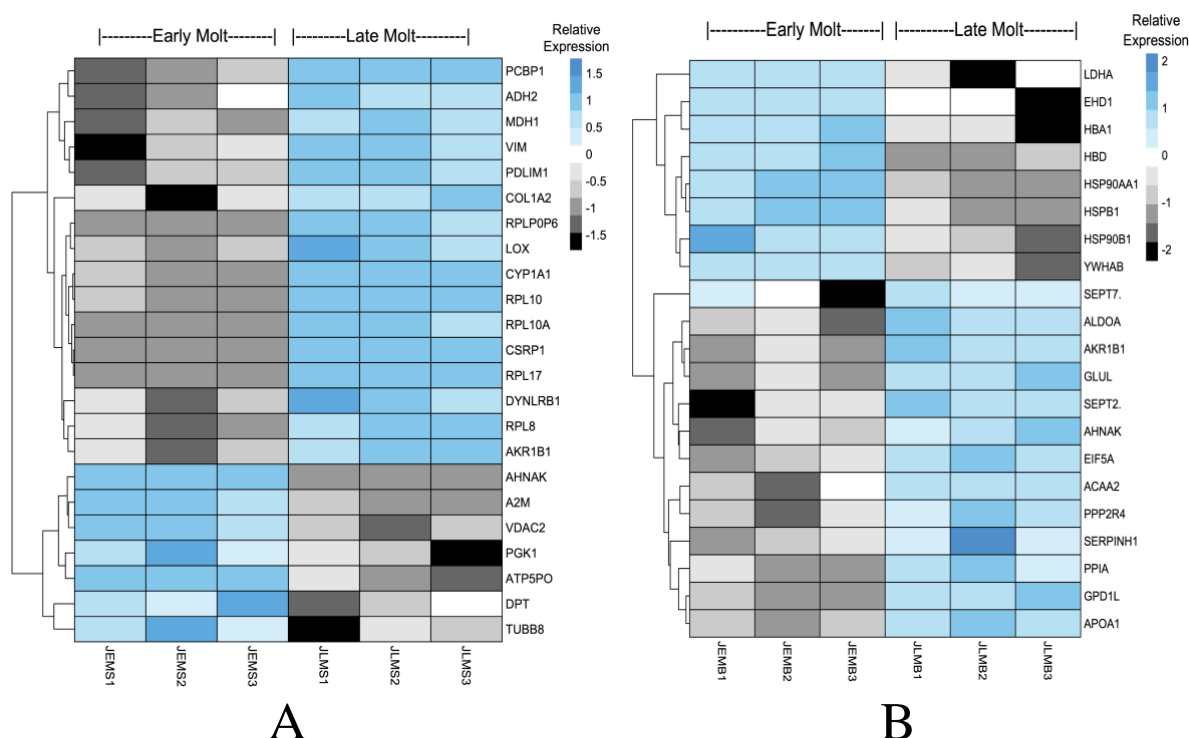 |---------Early Molt--------| |---------Late Molt---------|
Relative
Expression
1.5
1
0.5
0
-0.5
-1
-1.5
PCBP1
ADH2
MDH1
VIM
PDLIM1
COL1A2
RPLP0P6
LOX
CYP1A1
RPL10
RPL10A
CSRP1
RPL17
DYNLRB1
RPL8
AKR1B1
AHNAK
A2M
VDAC2
PGK1
ATP5PO
DPT
TUBB8
JEMS1 JEMS2 JEMS3 JLMS1 JLMS2 JLMS3
A
|----------Early Molt---------| |----------Late Molt----------|
Relative
Expression
2
1
0
-1
-2
LDHA
EHD1
HBA1
HBD
HSP90AA1
HSPB1
HSP90B1
YWHAB
SEPT7.
ALDOA
AKR1B1
GLUL
SEPT2.
AHNAK
EIF5A
ACAA2
PPP2R4
SERPINH1
PPIA
GPD1L
APOA1
JEMB1 JEMB2 JEMB3 JLMB1 JLMB2 JLMB3
B